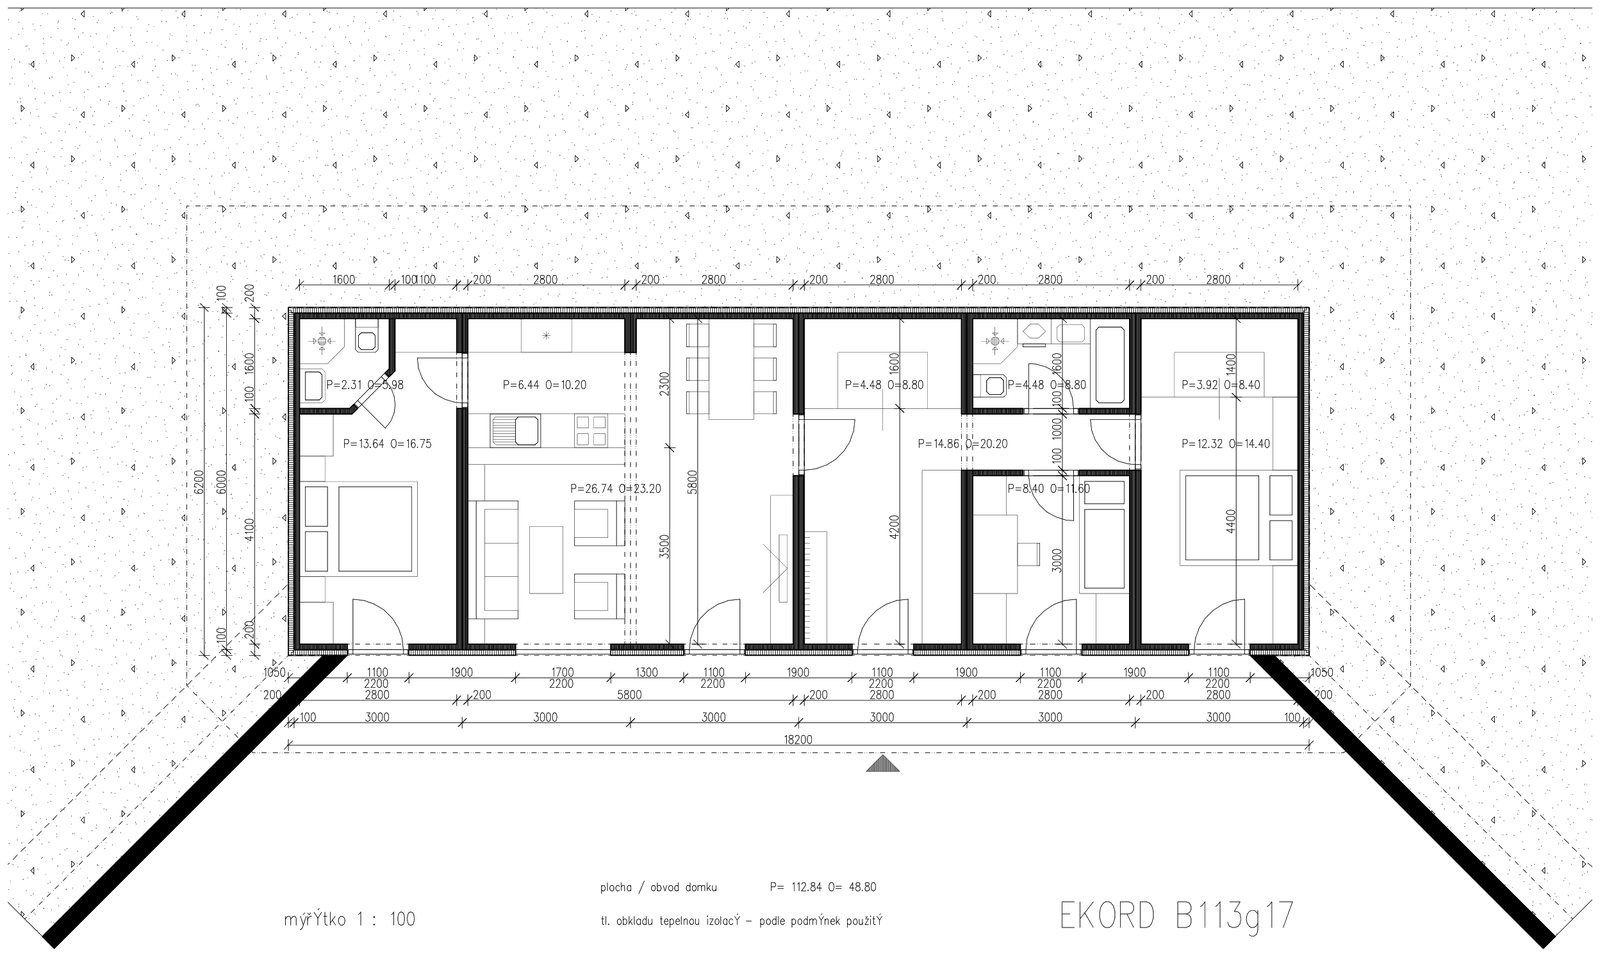 1600 100 1100 200 2800 200 2800 200 2800 200 2800 200 2800
100 200
P=2.31 O=5.98 P=6.44 O=10.20 P=4.48 O=8.80 P=4.48 O=8.80 P=3.92 O=8.40
1600 2300 1600 1600 1400
100 100
P=13.64 O=16.75 P=14.86 O=20.20 P=12.32 O=14.40
1000
100
P=26.74 O=23.20 P=8.40 O=11.60
6200 6000 4100 5800 3500 4200 3000 4400
100 200
1050 1100 1900 1700 1300 1100 1900 1100 1900 1100 1900 1100 1050
2200 2200 2200 2200 2200 2200
200 2800 200 5800 200 2800 200 2800 200 2800 200
100 3000 3000 3000 3000 3000 3000 100
18200
plocha / obvod domku P= 112.84 O= 48.80
mýřÝtko 1 : 100
tl. obkladu tepelnou izolacÝ – podle podmÝnek použitÝ
EKORD B113g17